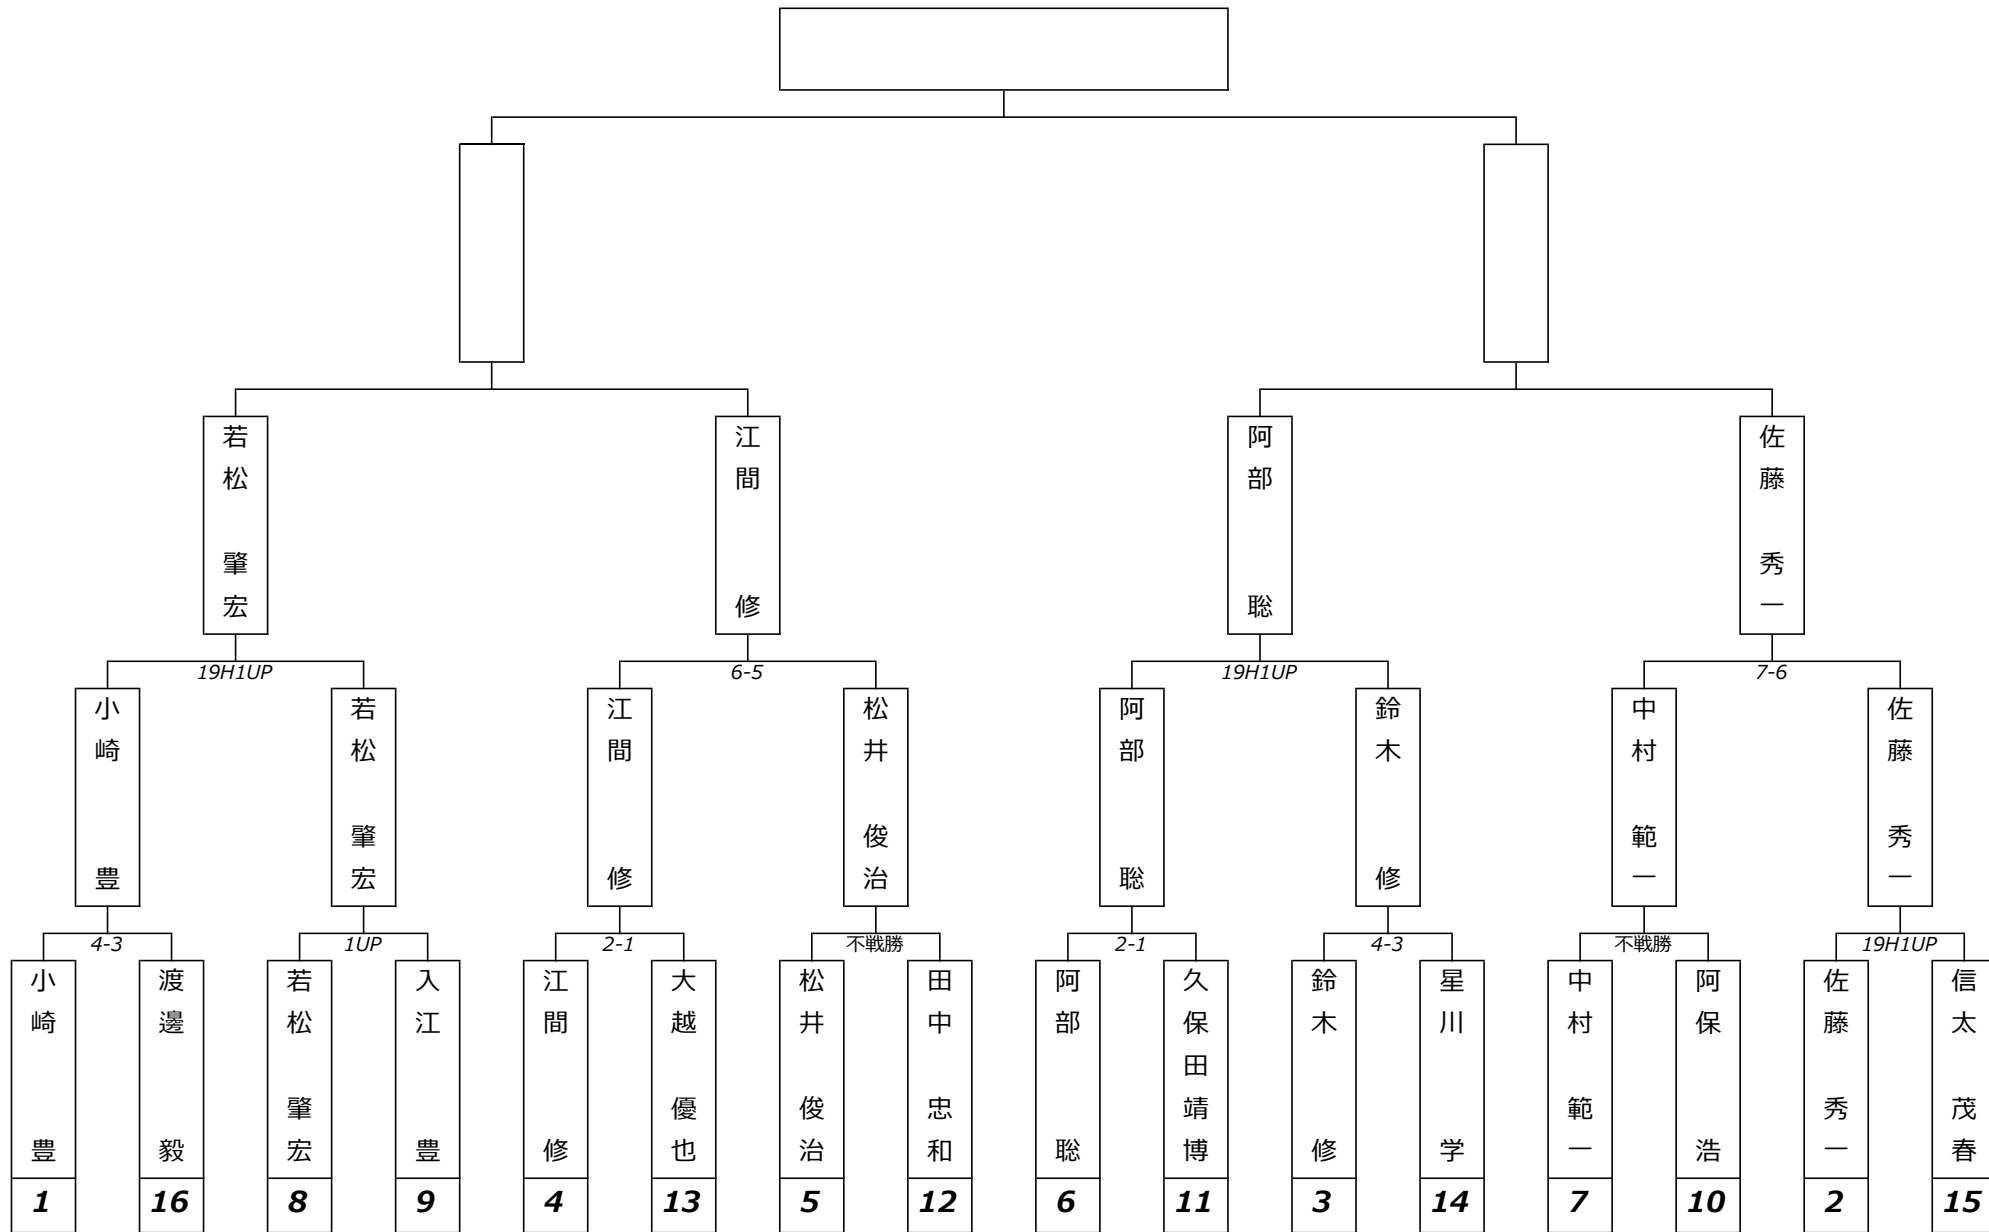 若松 肇宏
江間 修
阿部 聡
佐藤 秀一
19H1UP
6-5
19H1UP
7-6
小崎 豊
若松 肇宏
江間 修
松井 俊治
阿部 聡
鈴木 修
中村 範一
佐藤 秀一
4-3
1UP
2-1
不戦勝
2-1
4-3
不戦勝
19H1UP
小崎 豊
渡邊 毅
若松 肇宏
入江 豊
江間 修
大越 優也
松井 俊治
田中 忠和
阿部 聡
久保田靖博
鈴木 修
星川 学
中村 範一
阿保 浩
佐藤 秀一
信太 茂春
1
16
8
9
4
13
5
12
6
11
3
14
7
10
2
15